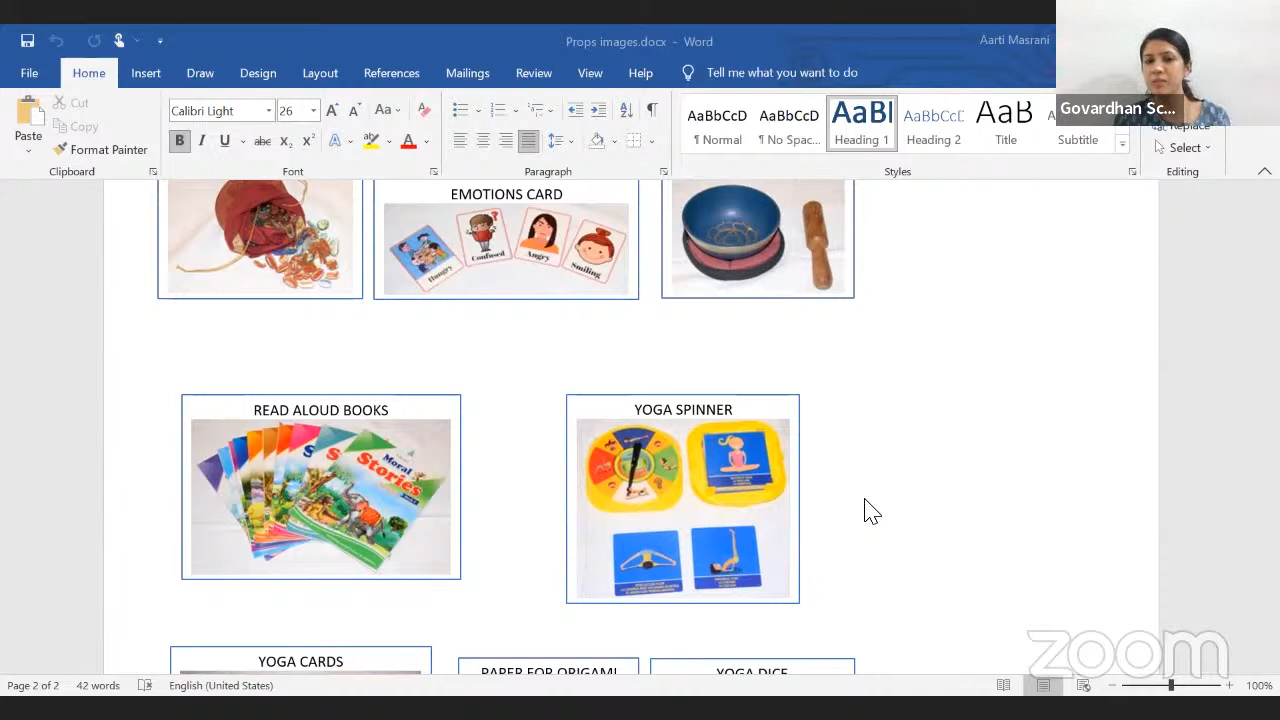 Props images.docx - Word
Aarti Masrani
File Home Insert Draw Design Layout References Mailings Review View Help Tell me what you want to do
Govardhan Sc...
Paste
Cut
Copy
Format Painter
Clipboard
Calibri Light 26
Font
Paragraph
AaBbCcD AaBbCcD AaBl AaBbCcC AaB
¶ Normal ¶ No Spac... Heading 1 Heading 2 Title Subtitle
Styles
Replace
Select
Editing
EMOTIONS CARD
Hungry
Confused
Angry
Smiling
READ ALOUD BOOKS
Moral
Stories
YOGA SPINNER
YOGA CARDS
PAPER FOR ORIGAMI
YOGA DICE
zoom
Page 2 of 2 42 words English (United States) 100%